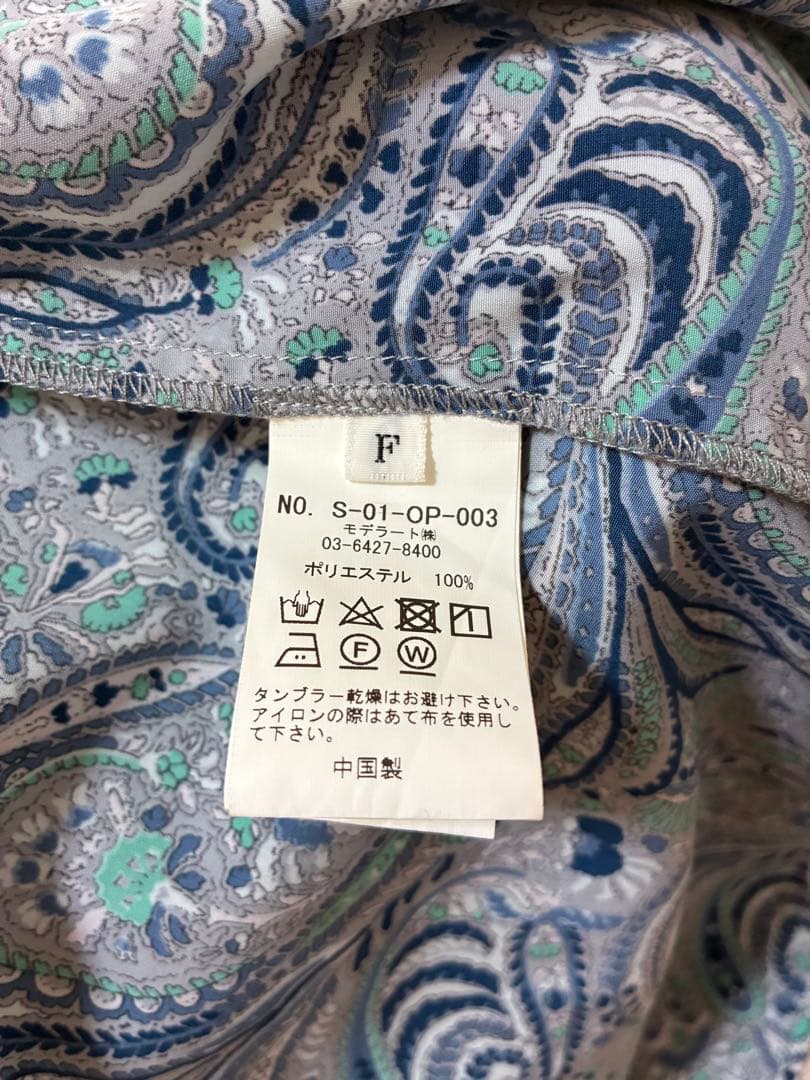 F
NO. S-01-OP-003
モデラート㈱
03-6427-8400
ポリエステル 100%
F W
タンブラー乾燥はお避け下さい。
アイロンの際はあて布を使用し
て下さい。
中国製